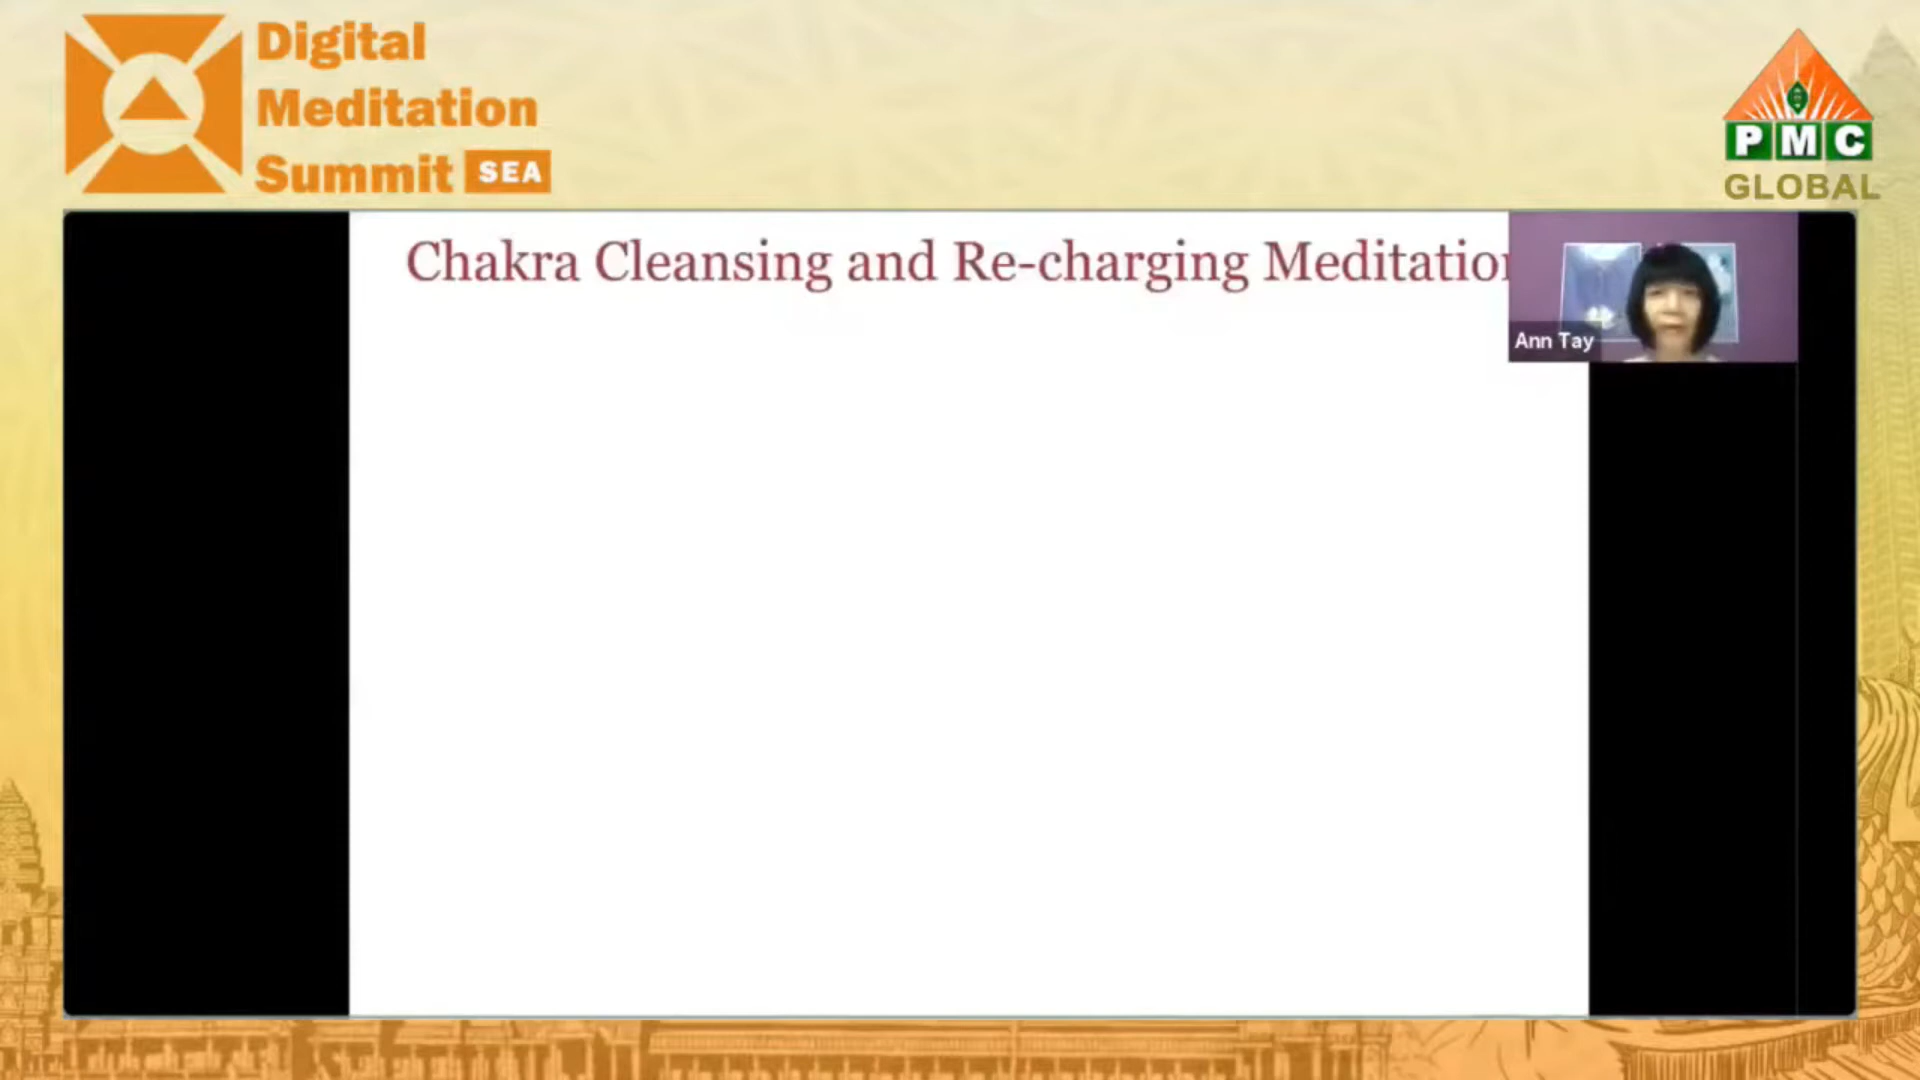 Digital
Meditation
Summit SEA
PMC
GLOBAL
Chakra Cleansing and Re-charging Meditatio
Ann Tay